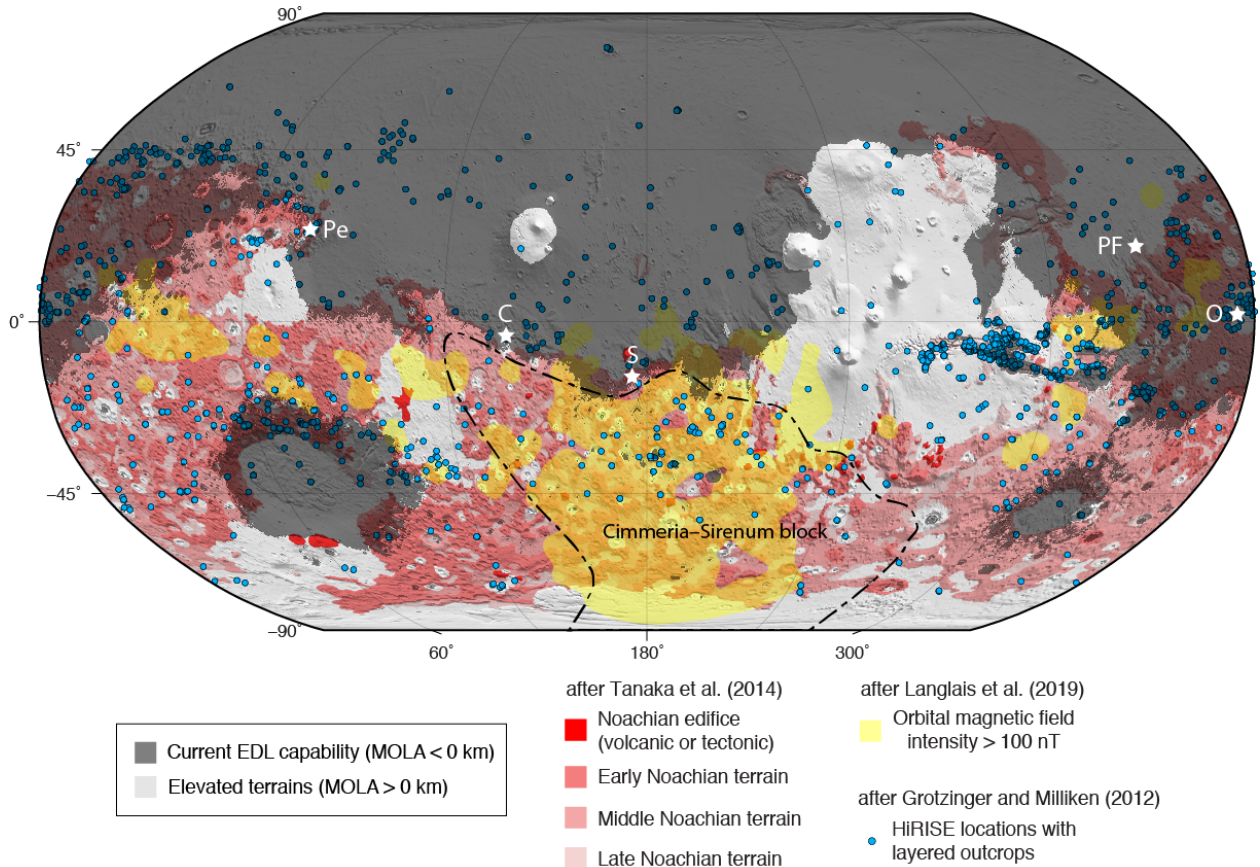 90˚
45˚
Pe
PF
C
O
0˚
S
−45˚
Cimmeria–Sirenum block
−90˚
60˚
180˚
300˚
Current EDL capability (MOLA < 0 km)
Elevated terrains (MOLA > 0 km)
after Tanaka et al. (2014)
Noachian edifice
(volcanic or tectonic)
Early Noachian terrain
Middle Noachian terrain
Late Noachian terrain
after Langlais et al. (2019)
Orbital magnetic field
intensity > 100 nT
after Grotzinger and Milliken (2012)
HiRISE locations with
layered outcrops